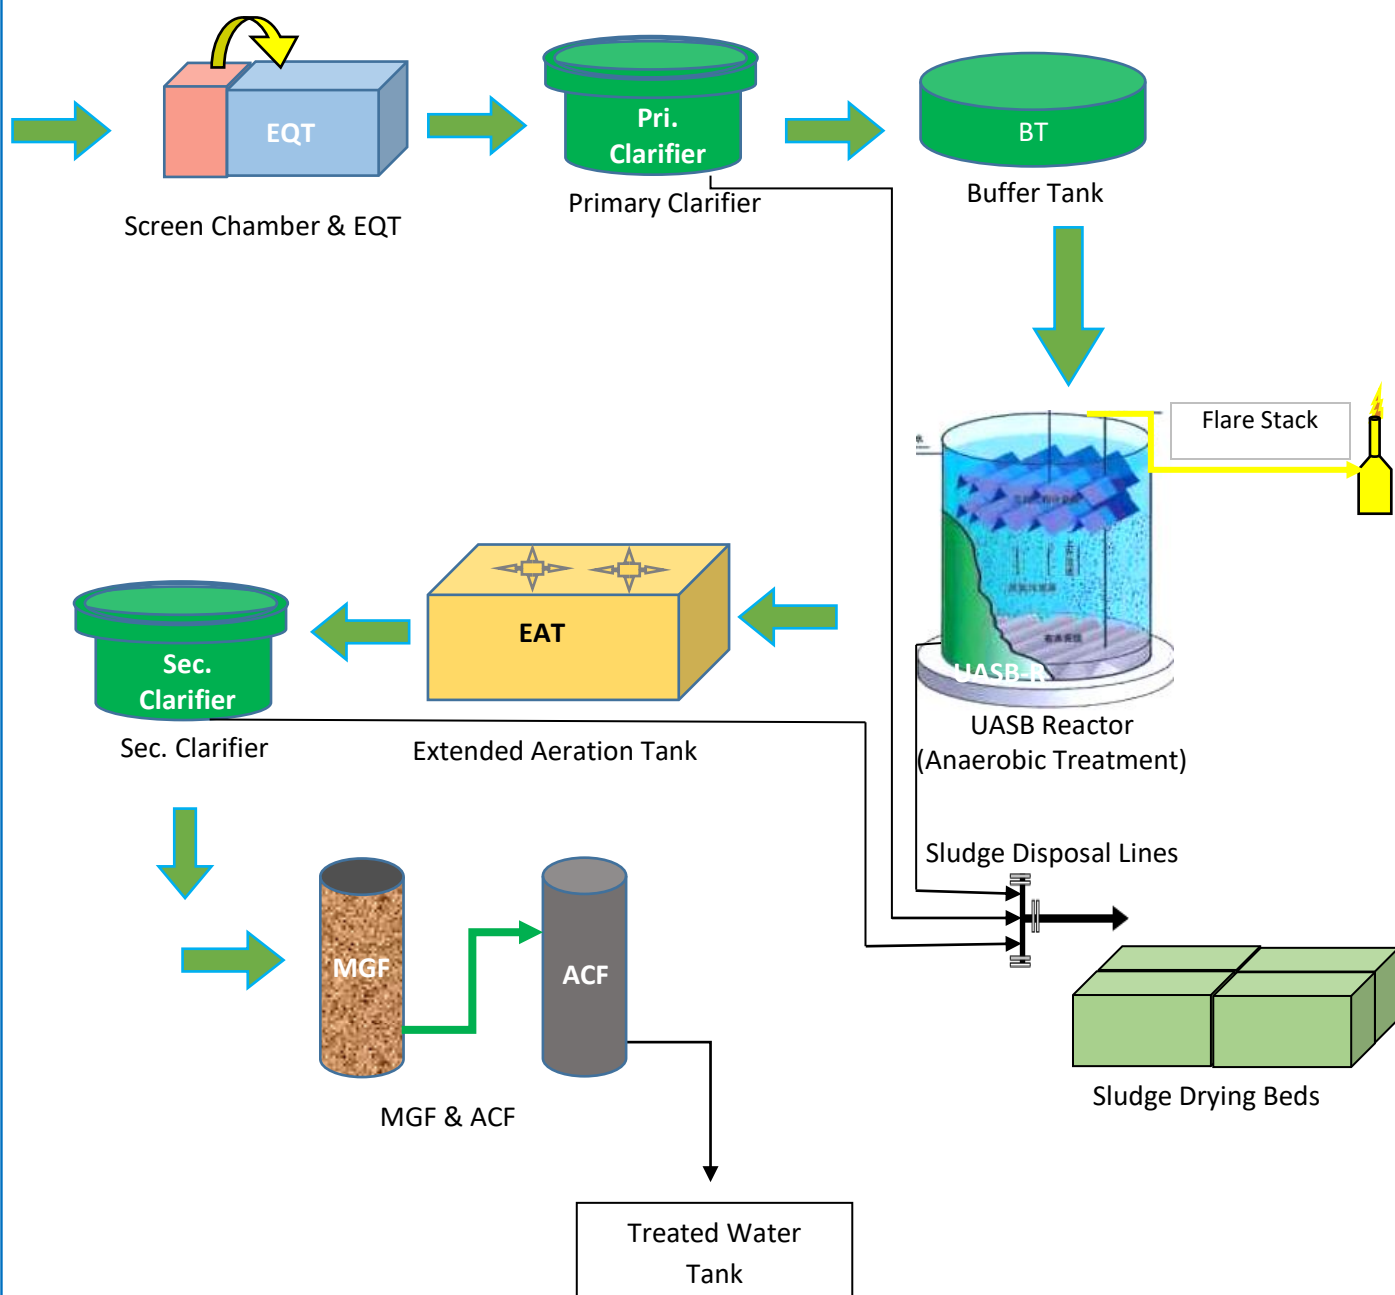 EQT
Screen Chamber & EQT
Pri.
Clarifier
Primary Clarifier
BT
Buffer Tank
Flare Stack
UASB-R
UASB Reactor
(Anaerobic Treatment)
EAT
Extended Aeration Tank
Sec.
Clarifier
Sec. Clarifier
Sludge Disposal Lines
MGF
ACF
MGF & ACF
Sludge Drying Beds
Treated Water
Tank